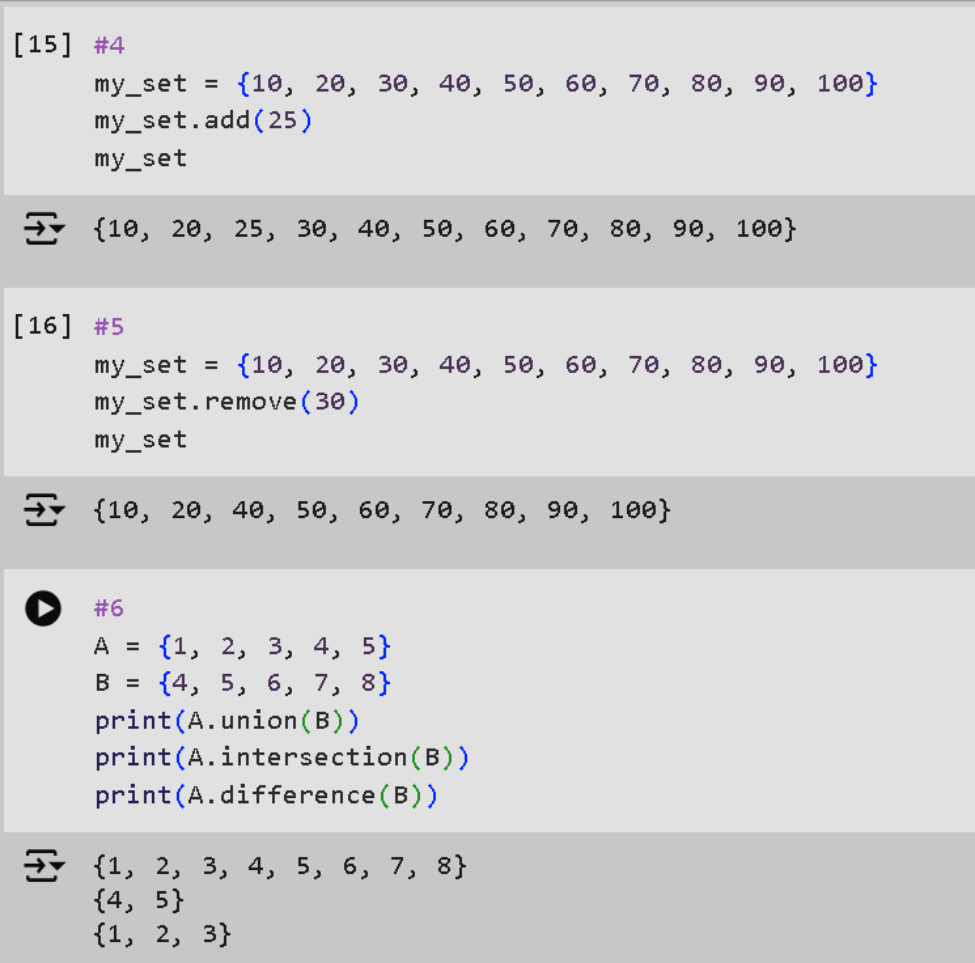 [15] #4
my_set = {10, 20, 30, 40, 50, 60, 70, 80, 90, 100}
my_set.add(25)
my_set
{10, 20, 25, 30, 40, 50, 60, 70, 80, 90, 100}
[16] #5
my_set = {10, 20, 30, 40, 50, 60, 70, 80, 90, 100}
my_set.remove(30)
my_set
{10, 20, 40, 50, 60, 70, 80, 90, 100}
#6
A = {1, 2, 3, 4, 5}
B = {4, 5, 6, 7, 8}
print(A.union(B))
print(A.intersection(B))
print(A.difference(B))
{1, 2, 3, 4, 5, 6, 7, 8}
{4, 5}
{1, 2, 3}